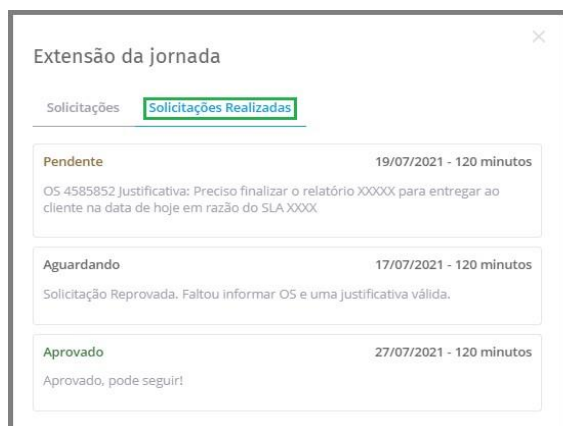 Extensão da jornada
Solicitações Solicitações Realizadas
Pendente 19/07/2021 - 120 minutos
OS 4585852 Justificativa: Preciso finalizar o relatório XXXXX para entregar ao
cliente na data de hoje em razão do SLA XXXX
Aguardando 17/07/2021 - 120 minutos
Solicitação Reprovada. Faltou informar OS e uma justificativa válida.
Aprovado 27/07/2021 - 120 minutos
Aprovado, pode seguir!